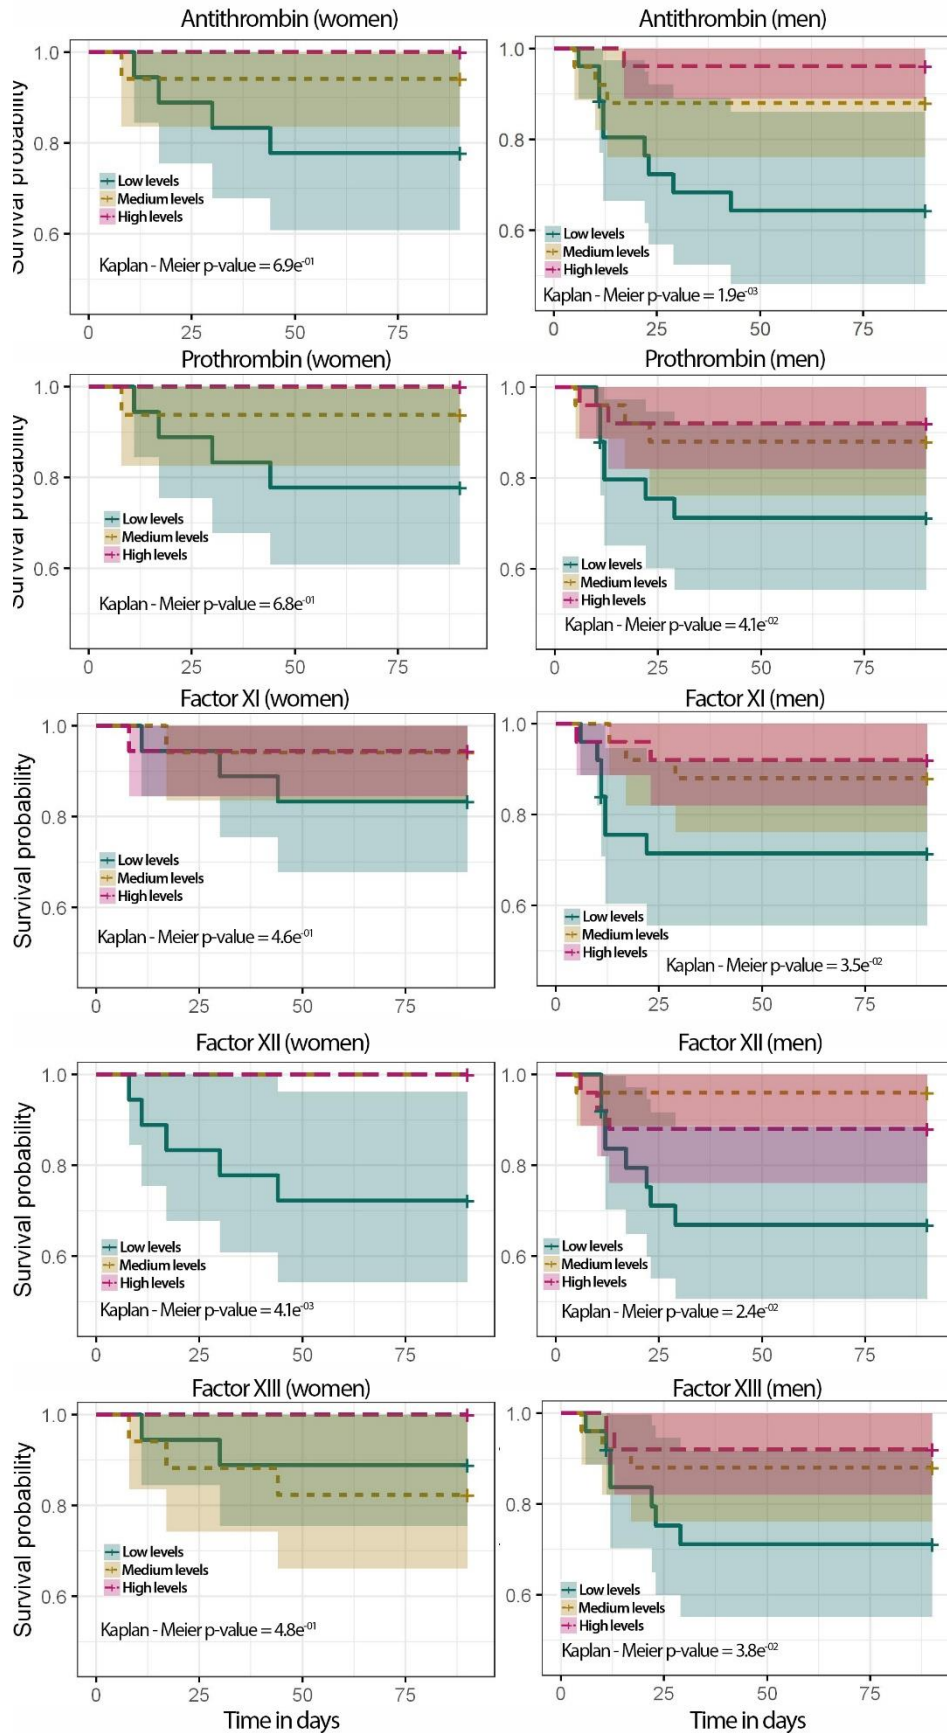 Antithrombin (women)
Survival probability
1.0
0.8
0.6
Low levels
Medium levels
High levels
Kaplan - Meier p-value = 6.9e-01
0 25 50 75
Antithrombin (men)
1.0
0.8
0.6
Low levels
Medium levels
High levels
Kaplan - Meier p-value = 1.9e-03
0 25 50 75
Prothrombin (women)
Survival probability
1.0
0.8
0.6
Low levels
Medium levels
High levels
Kaplan - Meier p-value = 6.8e-01
0 25 50 75
Prothrombin (men)
1.0
0.8
0.6
Low levels
Medium levels
High levels
Kaplan - Meier p-value = 4.1e-02
0 25 50 75
Factor XI (women)
Survival probability
1.0
0.8
0.6
Low levels
Medium levels
High levels
Kaplan - Meier p-value = 4.6e-01
0 25 50 75
Factor XI (men)
1.0
0.8
0.6
Low levels
Medium levels
High levels
Kaplan - Meier p-value = 3.5e-02
0 25 50 75
Factor XII (women)
Survival probability
1.0
0.8
0.6
Low levels
Medium levels
High levels
Kaplan - Meier p-value = 4.1e-03
0 25 50 75
Factor XII (men)
1.0
0.8
0.6
Low levels
Medium levels
High levels
Kaplan - Meier p-value = 2.4e-02
0 25 50 75
Factor XIII (women)
Survival probability
1.0
0.8
0.6
Low levels
Medium levels
High levels
Kaplan - Meier p-value = 4.8e-01
0 25 50 75
Time in days
Factor XIII (men)
1.0
0.8
0.6
Low levels
Medium levels
High levels
Kaplan - Meier p-value = 3.8e-02
0 25 50 75
Time in days